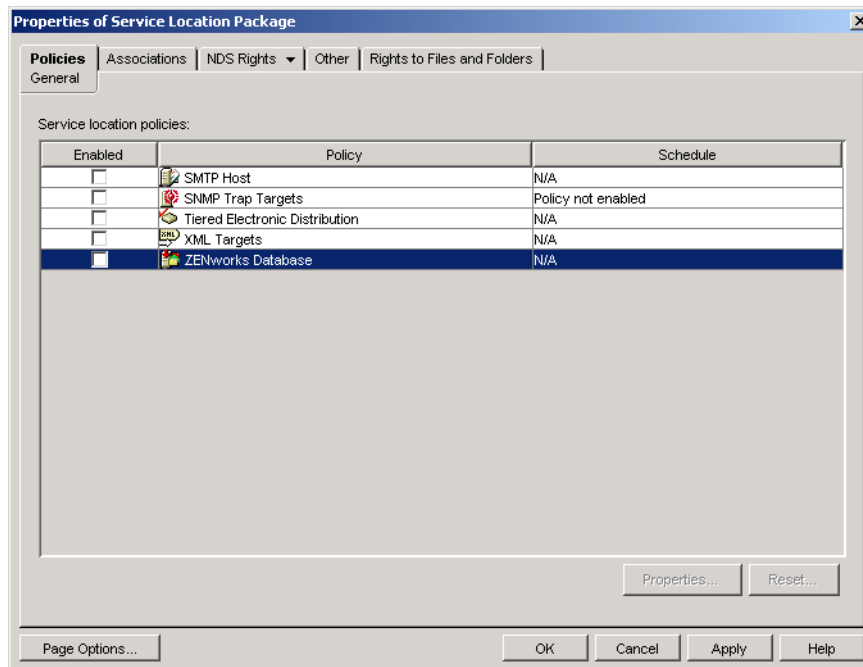 Properties of Service Location Package
Policies Associations NDS Rights Other Rights to Files and Folders
General
Service location policies:
Enabled Policy Schedule
SMTP Host N/A
SNMP Trap Targets Policy not enabled
Tiered Electronic Distribution N/A
XML XML Targets N/A
ZENworks Database N/A
Properties... Reset...
Page Options... OK Cancel Apply Help